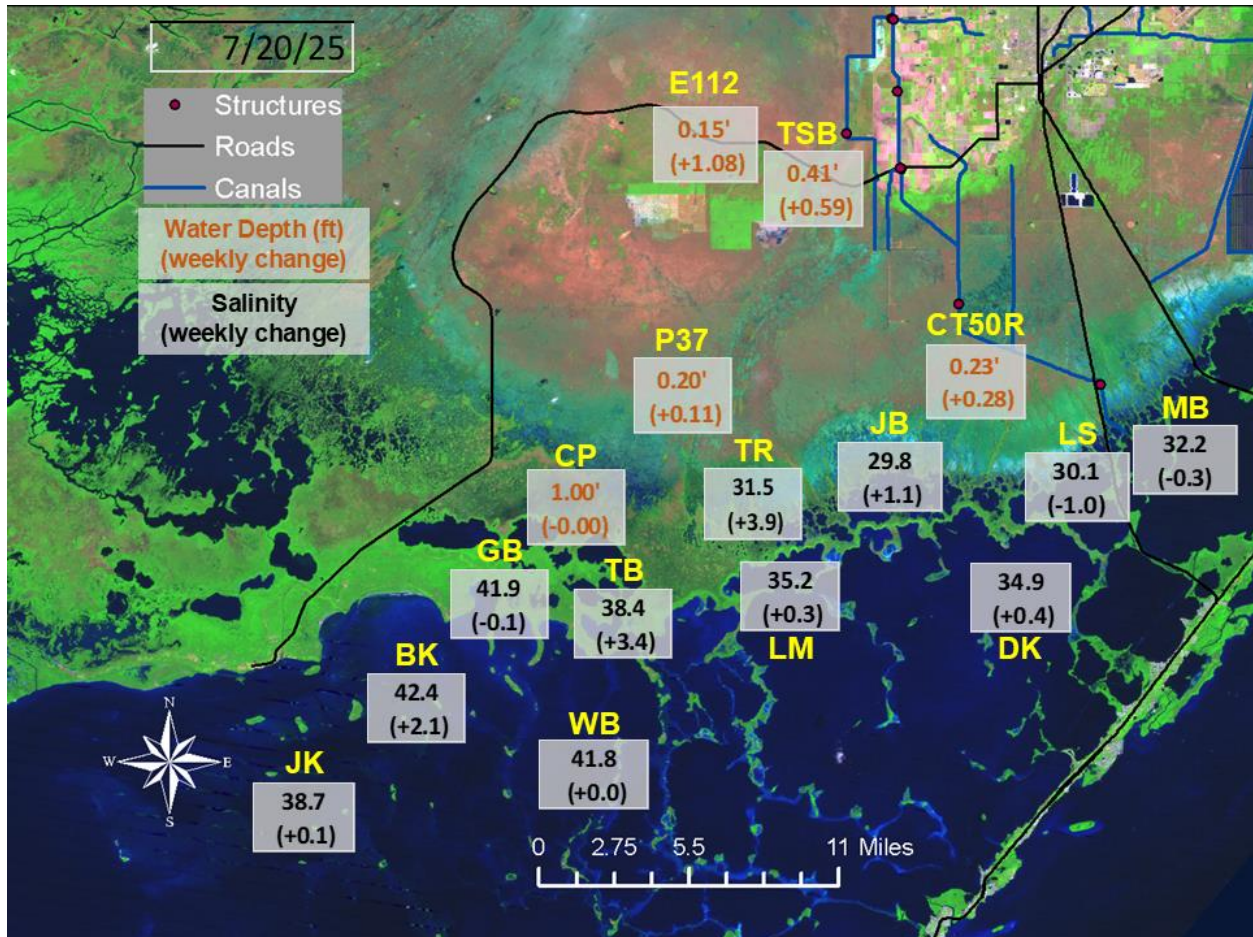 7/20/25
Structures
Roads
Canals
Water Depth (ft)
(weekly change)
Salinity
(weekly change)
E112
0.15'
(+1.08)
TSB
0.41'
(+0.59)
P37
0.20'
(+0.11)
CT50R
0.23'
(+0.28)
CP
1.00'
(-0.00)
TR
31.5
(+3.9)
JB
29.8
(+1.1)
LS
30.1
(-1.0)
MB
32.2
(-0.3)
GB
41.9
(-0.1)
TB
38.4
(+3.4)
35.2
(+0.3)
LM
34.9
(+0.4)
DK
BK
42.4
(+2.1)
WB
41.8
(+0.0)
JK
38.7
(+0.1)
N
W E
S
0 2.75 5.5 11 Miles